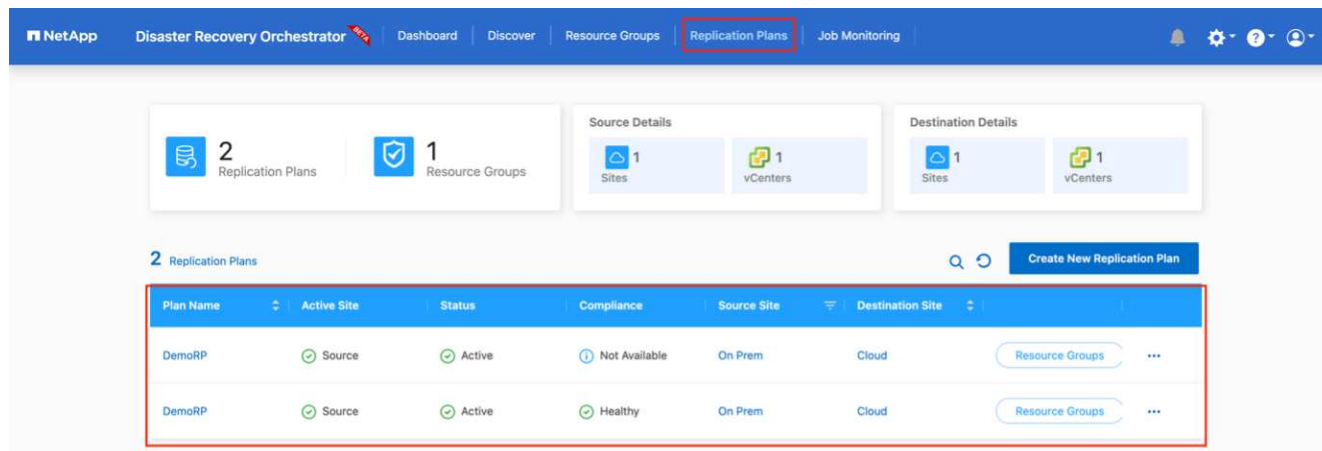 NetApp Disaster Recovery Orchestrator BETA Dashboard Discover Resource Groups Replication Plans Job Monitoring
2
Replication Plans
1
Resource Groups
Source Details
1
Sites
1
vCenters
Destination Details
1
Sites
1
vCenters
2 Replication Plans
Create New Replication Plan
Plan Name Active Site Status Compliance Source Site Destination Site
DemoRP Source Active Not Available On Prem Cloud Resource Groups
DemoRP Source Active Healthy On Prem Cloud Resource Groups